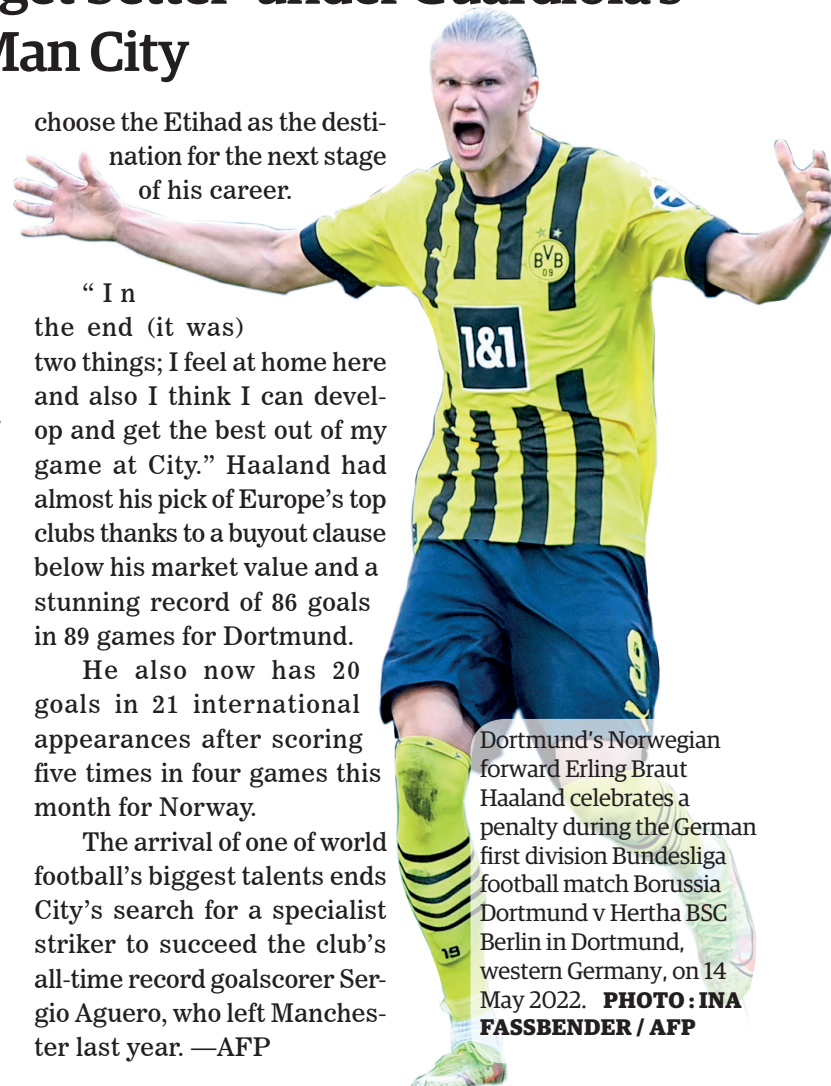 get better' under Guardiola's
Man City
choose the Etihad as the desti-
nation for the next stage
of his career.
“ I n
the end (it was)
two things; I feel at home here
and also I think I can devel-
op and get the best out of my
game at City.” Haaland had
almost his pick of Europe’s top
clubs thanks to a buyout clause
below his market value and a
stunning record of 86 goals
in 89 games for Dortmund.
He also now has 20
goals in 21 international
appearances after scoring
five times in four games this
month for Norway.
The arrival of one of world
football’s biggest talents ends
City’s search for a specialist
striker to succeed the club’s
all-time record goalscorer Ser-
gio Aguero, who left Manches-
ter last year. —AFP
BVB
09
1&1
9
19
Dortmund's Norwegian
forward Erling Braut
Haaland celebrates a
penalty during the German
first division Bundesliga
football match Borussia
Dortmund v Hertha BSC
Berlin in Dortmund,
western Germany, on 14
May 2022. PHOTO : INA
FASSBENDER / AFP